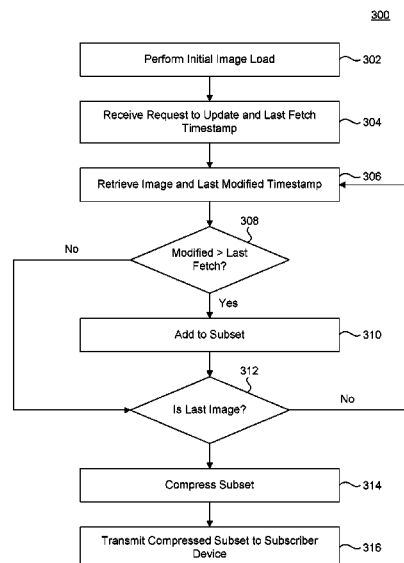 300
Perform Initial Image Load
302
Receive Request to Update and Last Fetch
Timestamp
304
Retrieve Image and Last Modified Timestamp
306
308
Modified > Last
Fetch?
No
Yes
Add to Subset
310
312
Is Last Image?
No
Compress Subset
314
Transmit Compressed Subset to Subscriber
Device
316